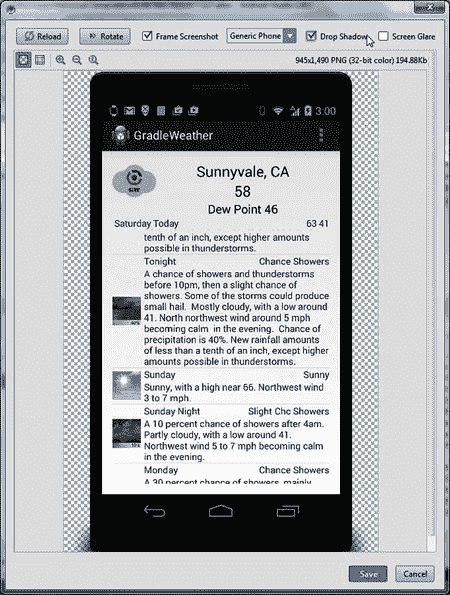 Reload
Rotate
Frame Screenshot
Generic Phone
Drop Shadow
Screen Glare
945x1,490 PNG (32-bit color) 194.88Kb
3:00
GradleWeather
Sunnyvale, CA
58
Dew Point 46
Saturday Today 63 41
tenth of an inch, except higher amounts
possible in thunderstorms.
Tonight Chance Showers
A chance of showers and thunderstorms
before 10pm, then a slight chance of
showers. Some of the storms could produce
small hail. Mostly cloudy, with a low around
41. North northwest wind around 5 mph
becoming calm in the evening. Chance of
precipitation is 40%. New rainfall amounts
of less than a tenth of an inch, except higher
amounts possible in thunderstorms.
Sunday Sunny
Sunny, with a high near 66. Northwest wind
3 to 7 mph.
Sunday Night Slight Chc Showers
A 10 percent chance of showers after 4am.
Partly cloudy, with a low around 41.
Northwest wind 5 to 7 mph becoming calm
in the evening.
Monday Chance Showers
A 30 percent chance of showers, mainly
Save
Cancel